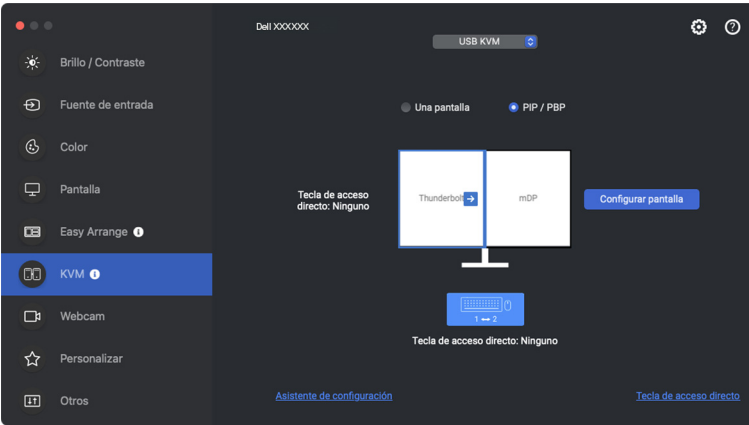 Dell XXXXXX
USB KVM
Brillo / Contraste
Fuente de entrada
Color
Pantalla
Easy Arrange
KVM
Webcam
Personalizar
Otros
Una pantalla
PIP / PBP
Tecla de acceso
directo: Ninguno
Thunderbolt
mDP
Configurar pantalla
1 ↔ 2
Tecla de acceso directo: Ninguno
Asistente de configuración
Tecla de acceso directo